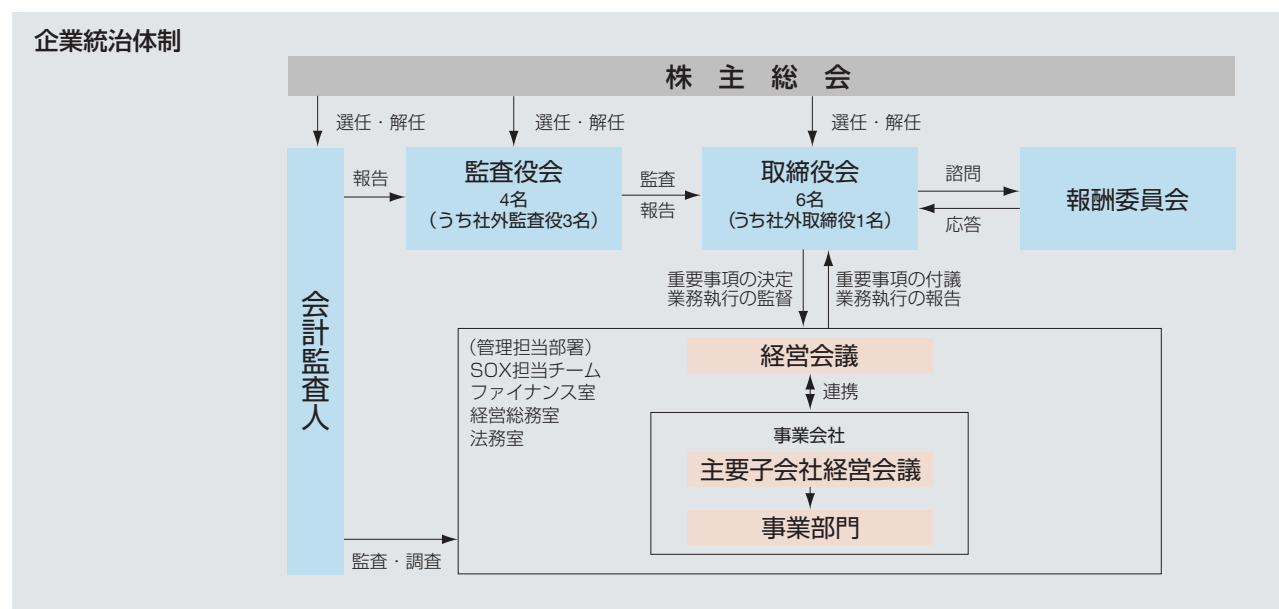 企業統治体制
株主総会
選任・解任
選任・解任
選任・解任
会計監査人
報告
監査役会
4名
(うち社外監査役3名)
監査
報告
取締役会
6名
(うち社外取締役1名)
諮問
応答
報酬委員会
重要事項の決定
業務執行の監督
重要事項の付議
業務執行の報告
(管理担当部署)
SOX担当チーム
ファイナンス室
経営総務室
法務室
経営会議
連携
事業会社
主要子会社経営会議
事業部門
監査・調査